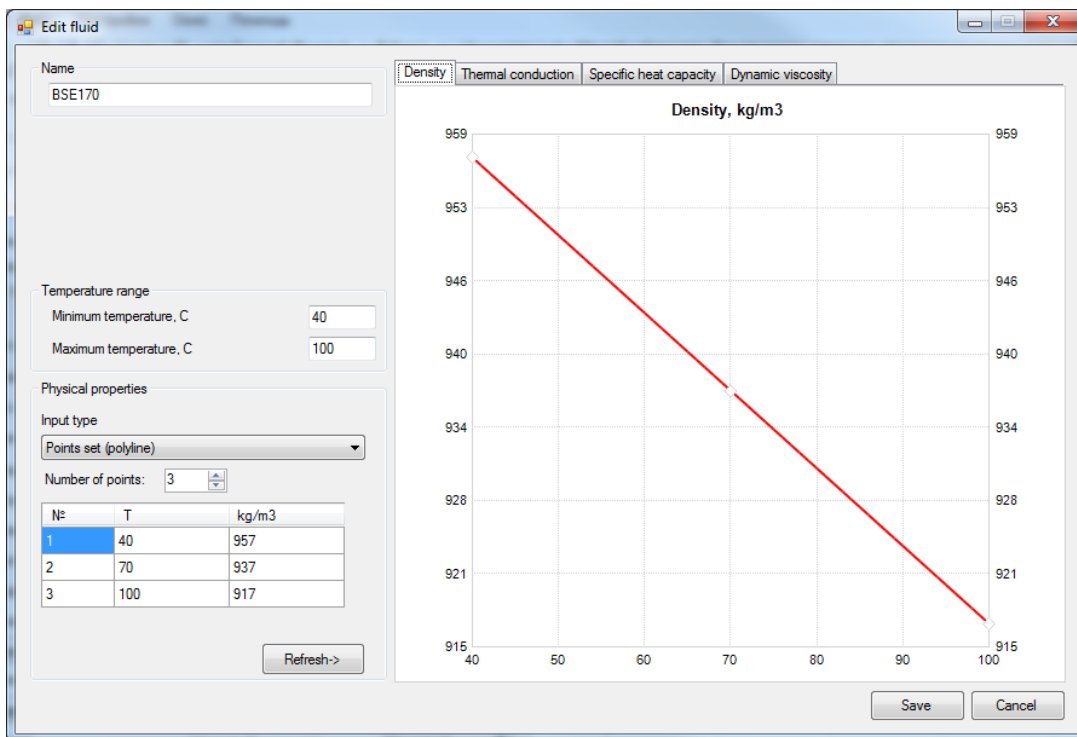 Edit fluid
Name
BSE170
Temperature range
Minimum temperature, C 40
Maximum temperature, C 100
Physical properties
Input type
Points set (polyline)
Number of points: 3
№ T kg/m3
1 40 957
2 70 937
3 100 917
Refresh->
Density Thermal conduction Specific heat capacity Dynamic viscosity
Density, kg/m3
959 959
953 953
946 946
940 940
934 934
928 928
921 921
915 915
40 50 60 70 80 90 100
Save Cancel